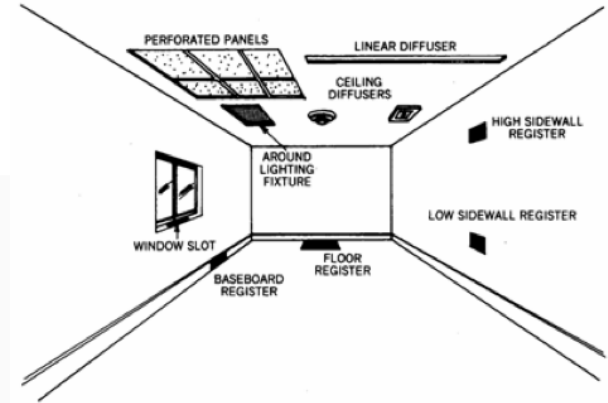 PERFORATED PANELS
LINEAR DIFFUSER
CEILING
DIFFUSERS
HIGH SIDEWALL
REGISTER
AROUND
LIGHTING
FIXTURE
LOW SIDEWALL REGISTER
WINDOW SLOT
FLOOR
REGISTER
BASEBOARD
REGISTER